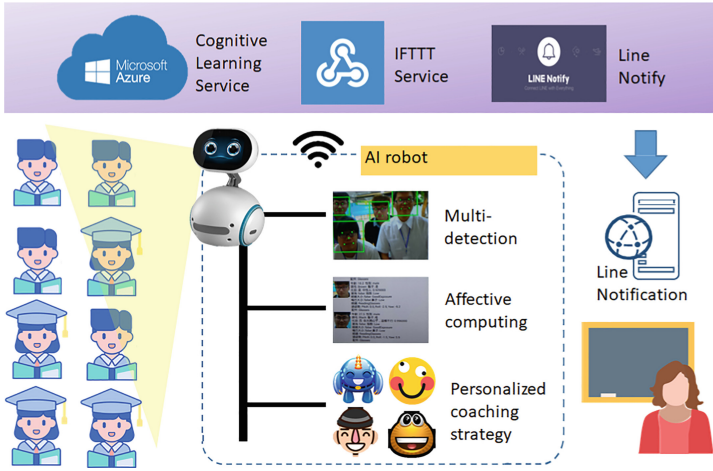 Microsoft
Azure
Cognitive
Learning
Service
IFTTT
Service
LINE Notify
Line
Notify
AI robot
Multi-
detection
Affective
computing
Personalized
coaching
strategy
Line
Notification